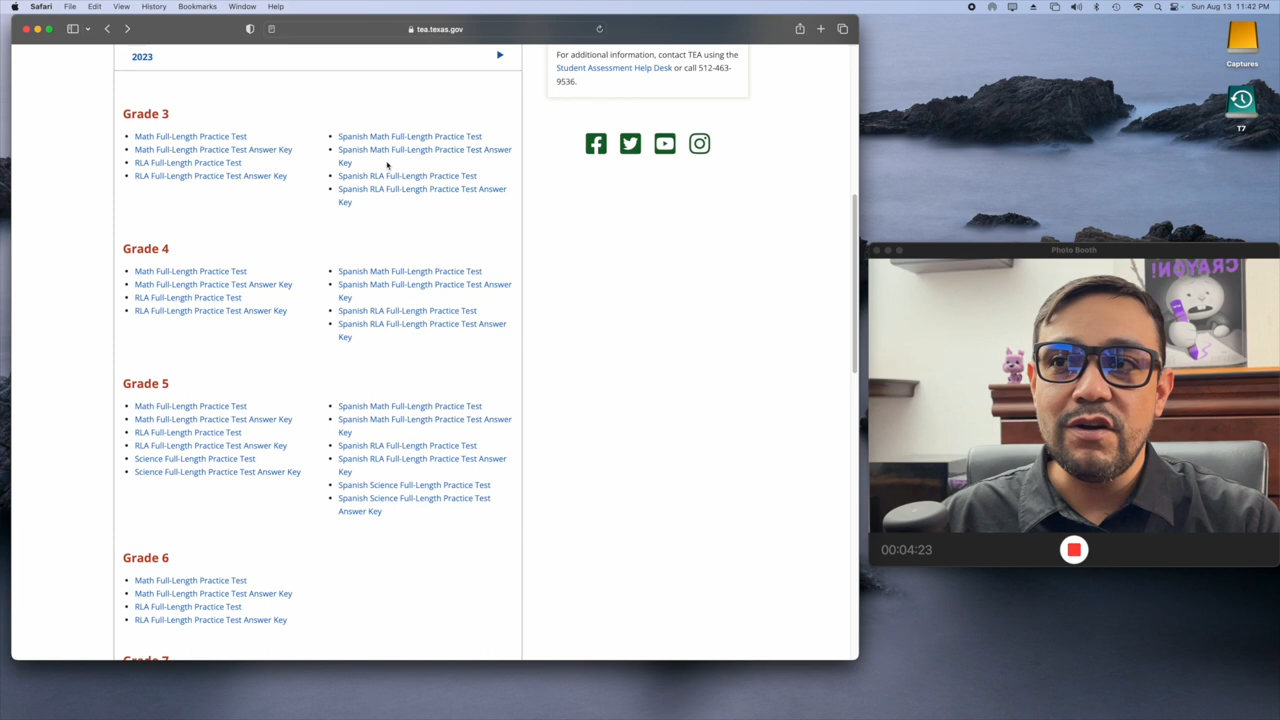 Safari File Edit View History Bookmarks Window Help
Sun Aug 13 11:42 PM
tea.texas.gov
2023
Grade 3
Math Full-Length Practice Test
Math Full-Length Practice Test Answer Key
RLA Full-Length Practice Test
RLA Full-Length Practice Test Answer Key
Spanish Math Full-Length Practice Test
Spanish Math Full-Length Practice Test Answer
Key
Spanish RLA Full-Length Practice Test
Spanish RLA Full-Length Practice Test Answer
Key
Grade 4
Math Full-Length Practice Test
Math Full-Length Practice Test Answer Key
RLA Full-Length Practice Test
RLA Full-Length Practice Test Answer Key
Spanish Math Full-Length Practice Test
Spanish Math Full-Length Practice Test Answer
Key
Spanish RLA Full-Length Practice Test
Spanish RLA Full-Length Practice Test Answer
Key
Grade 5
Math Full-Length Practice Test
Math Full-Length Practice Test Answer Key
RLA Full-Length Practice Test
RLA Full-Length Practice Test Answer Key
Science Full-Length Practice Test
Science Full-Length Practice Test Answer Key
Spanish Math Full-Length Practice Test
Spanish Math Full-Length Practice Test Answer
Key
Spanish RLA Full-Length Practice Test
Spanish RLA Full-Length Practice Test Answer
Key
Spanish Science Full-Length Practice Test
Spanish Science Full-Length Practice Test
Answer Key
Grade 6
Math Full-Length Practice Test
Math Full-Length Practice Test Answer Key
RLA Full-Length Practice Test
RLA Full-Length Practice Test Answer Key
Grade 7
For additional information, contact TEA using the
Student Assessment Help Desk or call 512-463-
9536.
Captures
T7
Photo Booth
CRAYON!
00:04:23